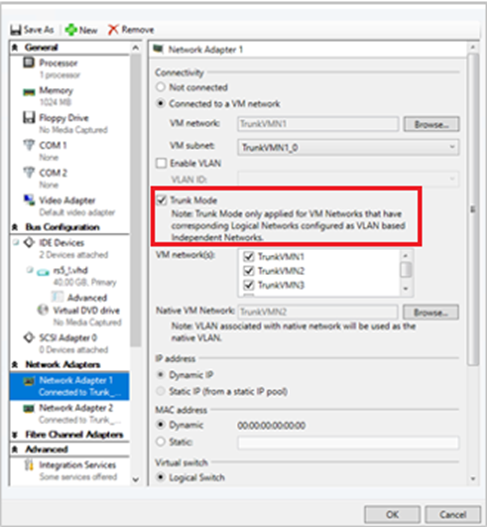 Save As New Remove
General
Processor
1 processor
Memory
1024 MB
Floppy Drive
No Media Captured
COM 1
None
COM 2
None
Video Adapter
Default video adapter
Bus Configuration
IDE Devices
2 Devices attached
40.00 GB, Primary
Advanced
Virtual DVD drive
No Media Captured
SCSI Adapter 0
0 Devices attached
Network Adapters
Network Adapter 1
Connected to Trunk_...
Network Adapter 2
Connected to Trunk_...
Fibre Channel Adapters
Advanced
Integration Services
Some services offered
Network Adapter 1
Connectivity
Not connected
Connected to a VM network
VM network: TrunkVMN1 Browse...
VM subnet: TrunkVMN1_0
Enable VLAN
VLAN ID:
Trunk Mode
Note: Trunk Mode only applied for VM Networks that have
corresponding Logical Networks configured as VLAN based
Independent Networks.
VM network(s): TrunkVMN1
TrunkVMN2
TrunkVMN3
Native VM Network: TrunkVMN2 Browse...
Note: VLAN associated with native network will be used as the
native VLAN.
IP address
Dynamic IP
Static IP (from a static IP pool)
MAC address
Dynamic 00:00:00:00:00:00
Static:
Virtual switch
Logical Switch
OK Cancel